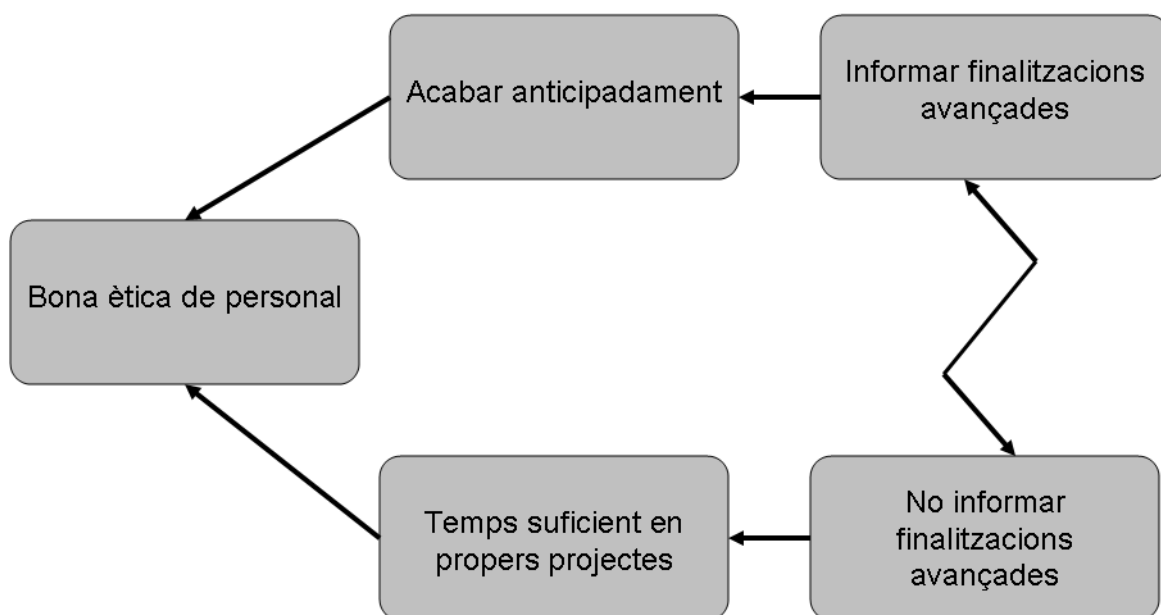 Acabar anticipadament
Informar finalitzacions
avançades
Bona ètica de personal
Temps suficient en
propers projectes
No informar
finalitzacions
avançades